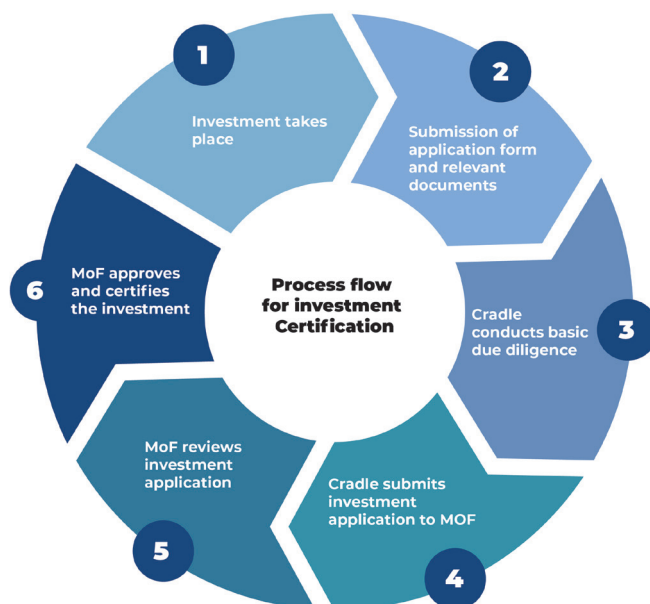 Process flow
for investment
Certification
1
Investment takes
place
2
Submission of
application form
and relevant
documents
3
Cradle
conducts basic
due diligence
4
Cradle submits
investment
application to MOF
5
MoF reviews
investment
application
6
MoF approves
and certifies
the investment